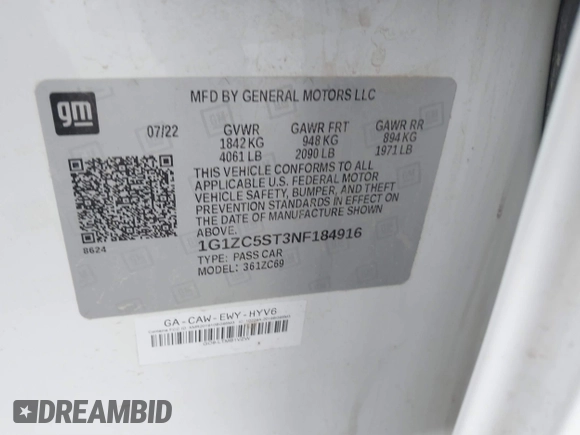 gm
MFD BY GENERAL MOTORS LLC
07/22 GVWR GAWR FRT GAWR RR
1842 KG 948 KG 894 KG
4061 LB 2090 LB 1971 LB
THIS VEHICLE CONFORMS TO ALL
APPLICABLE U.S. FEDERAL MOTOR
VEHICLE SAFETY, BUMPER, AND THEFT
PREVENTION STANDARDS IN EFFECT ON
THE DATE OF MANUFACTURE SHOWN
ABOVE.
8624
1G1ZC5ST3NF184916
TYPE: PASS CAR
MODEL: 361ZC69
GA-CAW-EWY-HYV6
DREAMBID